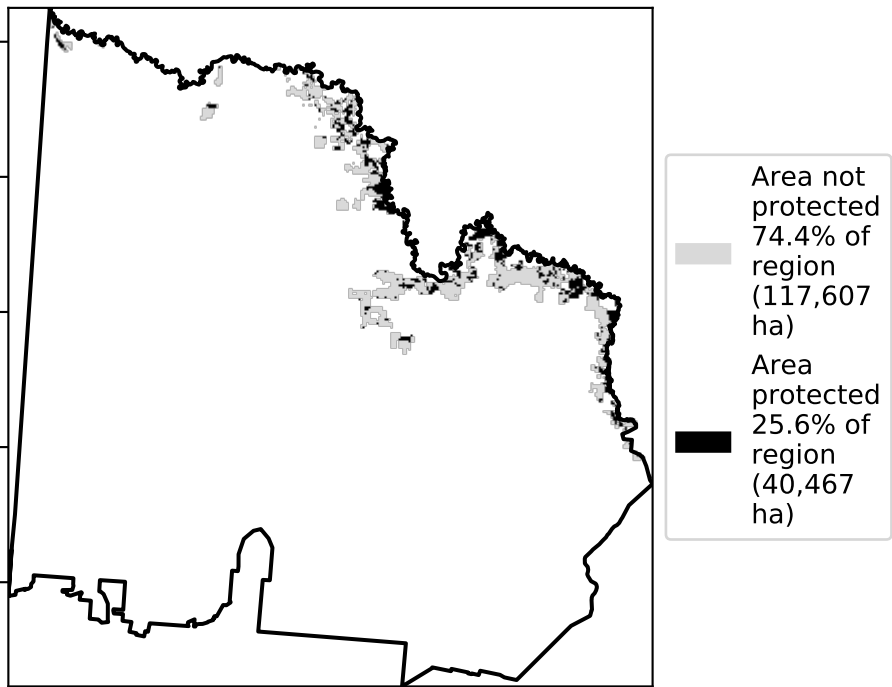 Area not
protected
74.4% of
region
(117,607
ha)
Area
protected
25.6% of
region
(40,467
ha)